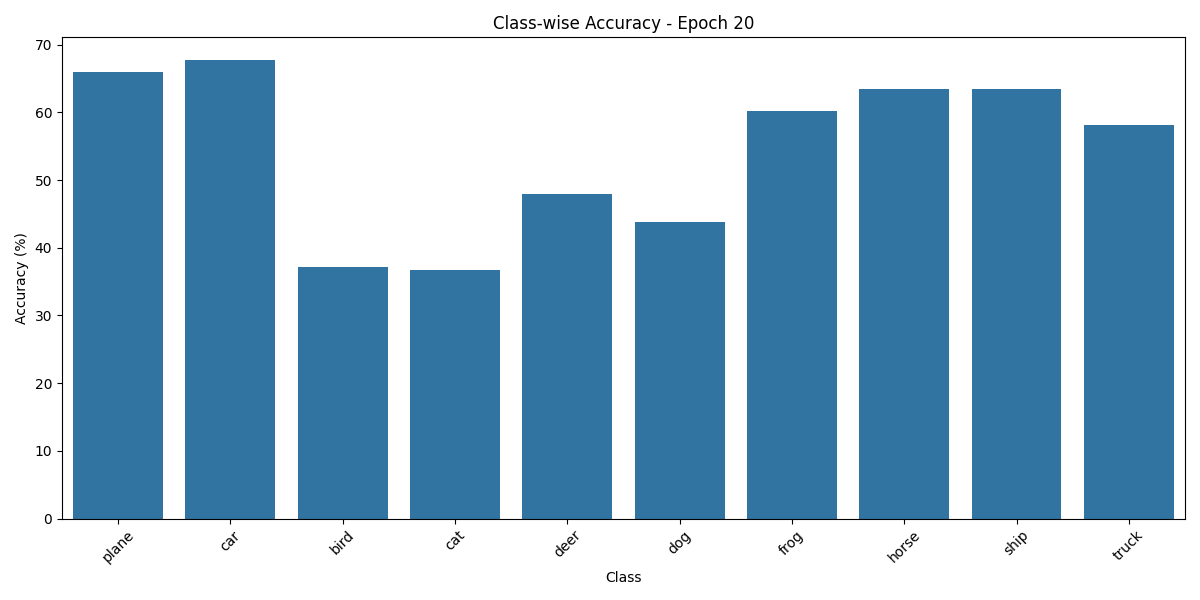 Class-wise Accuracy - Epoch 20
Accuracy (%)
70
60
50
40
30
20
10
0
plane
car
bird
cat
deer
dog
frog
horse
ship
truck
Class